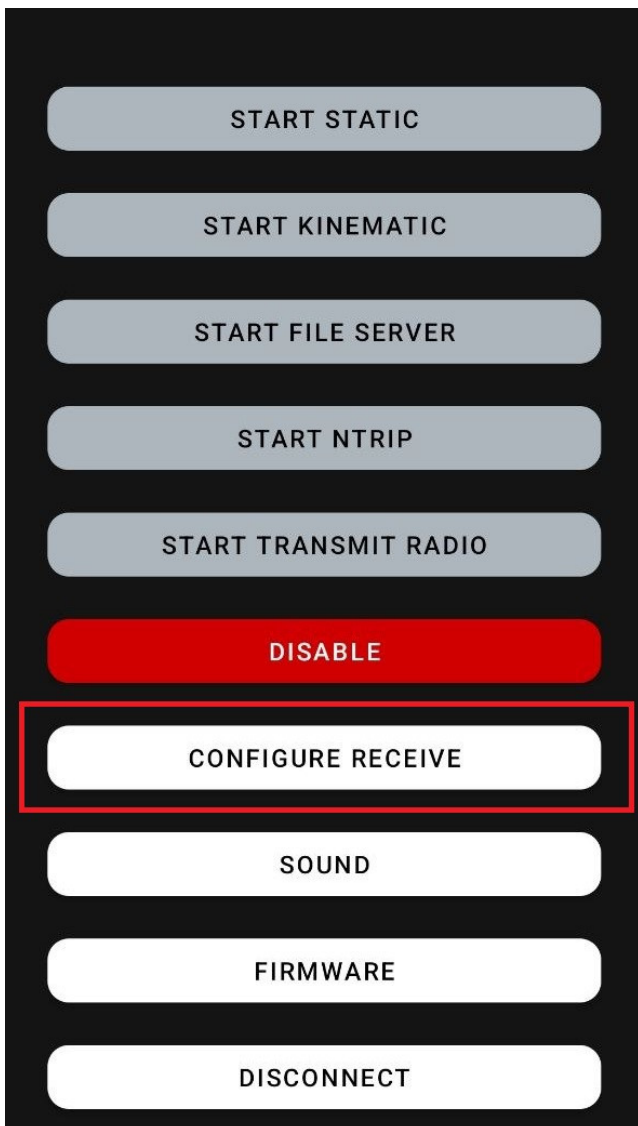 START STATIC
START KINEMATIC
START FILE SERVER
START NTRIP
START TRANSMIT RADIO
DISABLE
CONFIGURE RECEIVE
SOUND
FIRMWARE
DISCONNECT